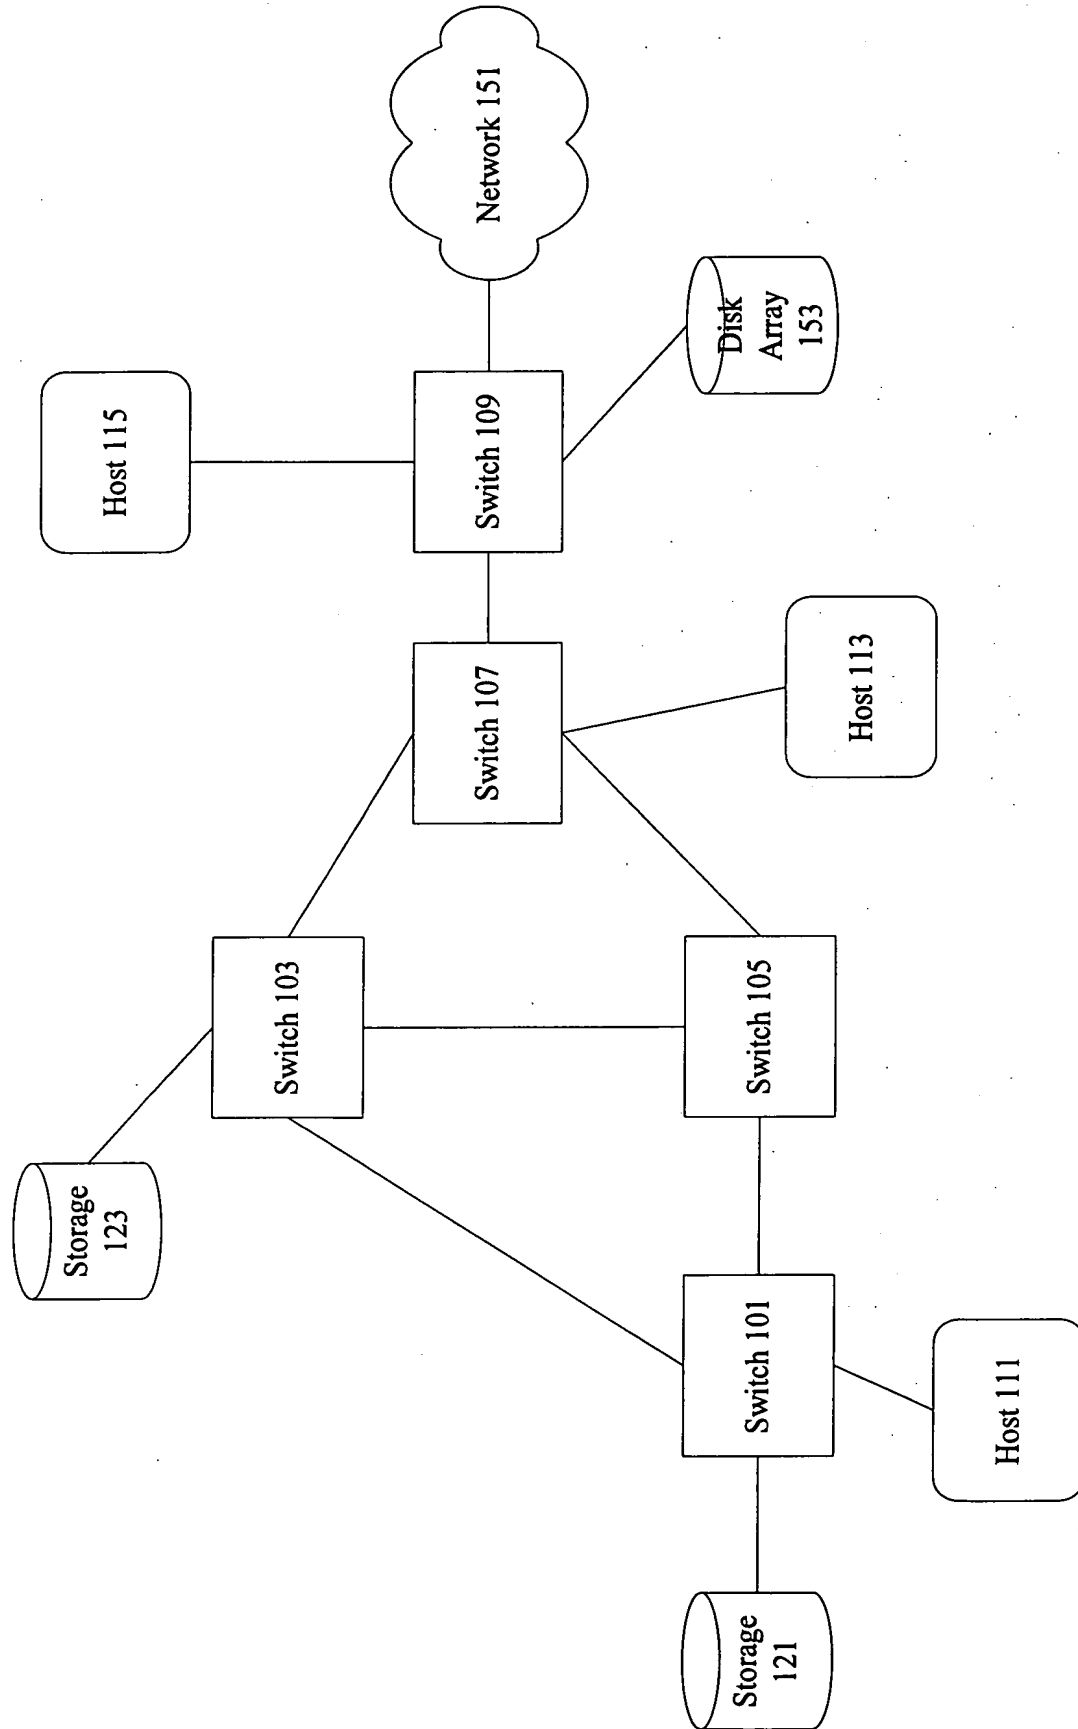 Storage
121
Switch 101
Host 111
Storage
123
Switch 103
Switch 105
Switch 107
Host 113
Host 115
Switch 109
Disk
Array
153
Network 151